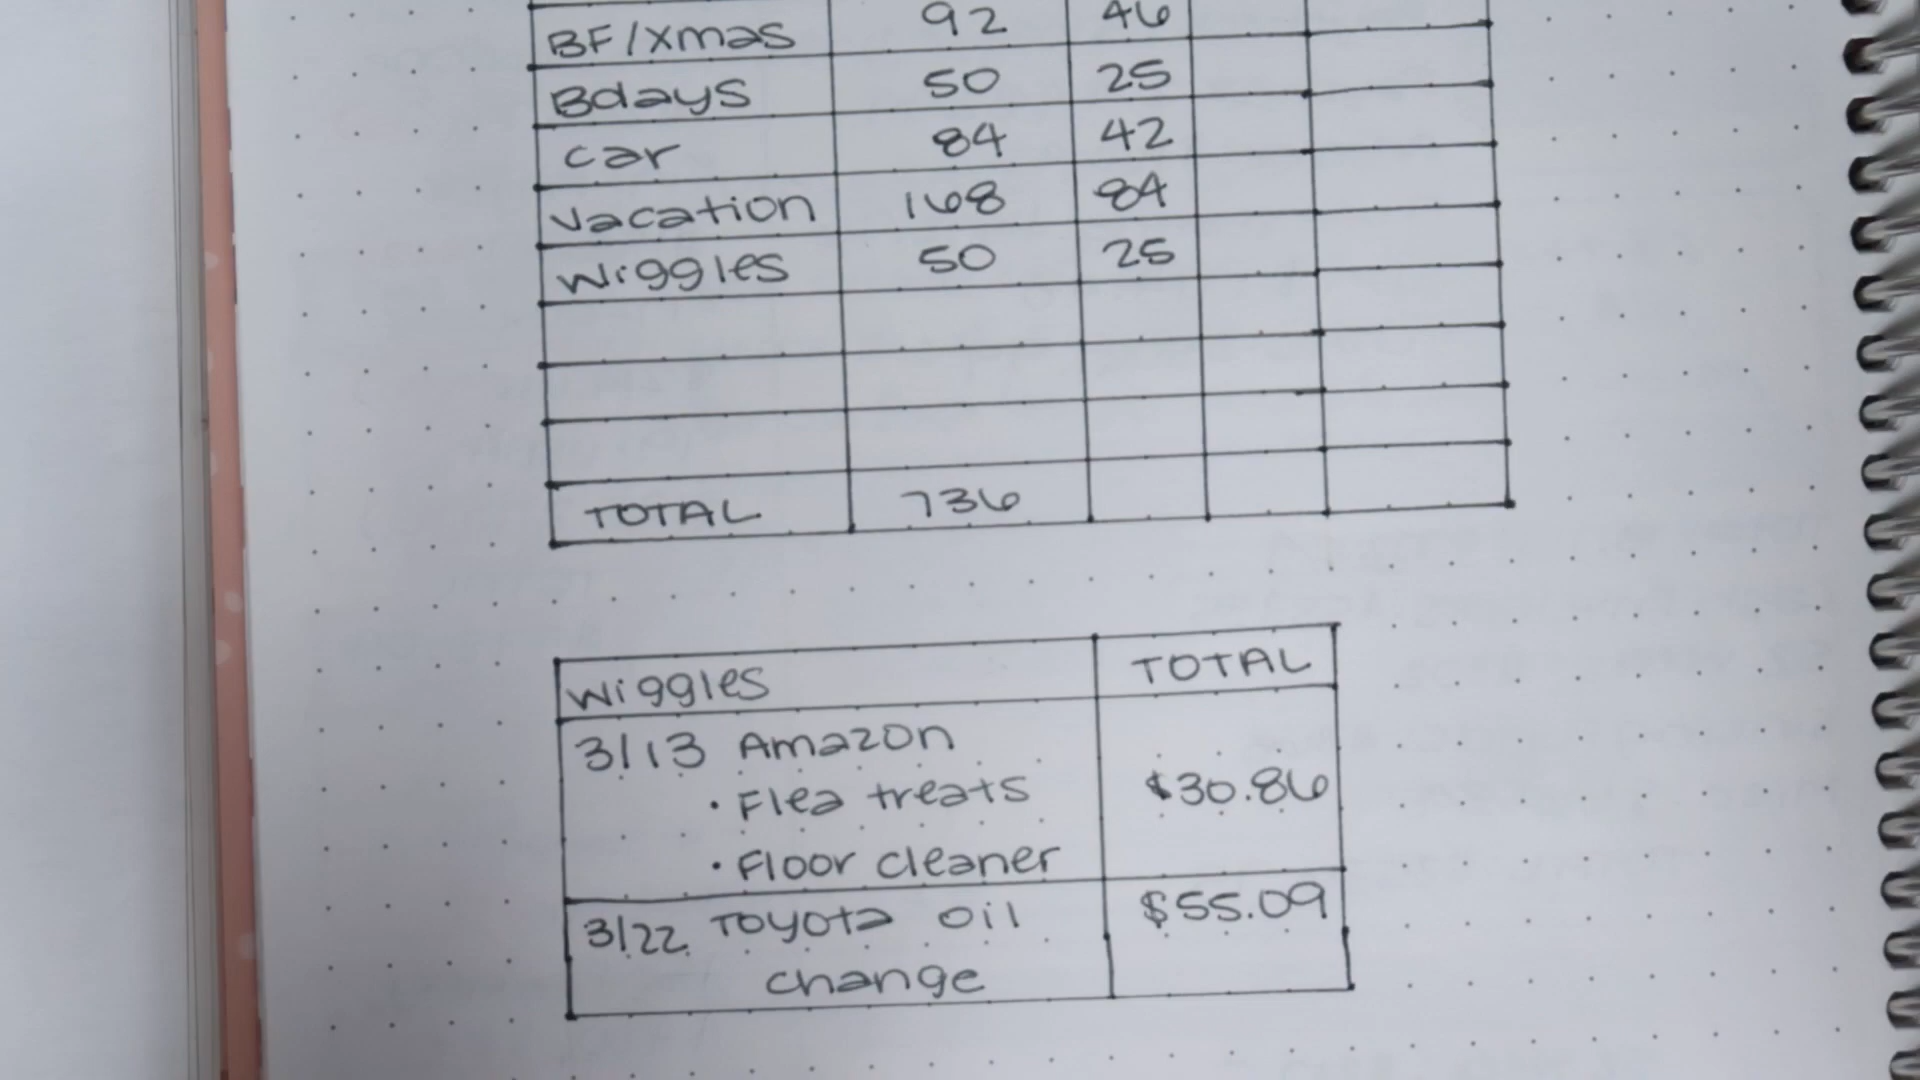 BF/xmas 92 46
Bdays 50 25
car 84 42
vacation 168 84
wiggles 50 25
TOTAL 736
wiggles TOTAL
3/13 Amazon
• Flea treats $30.86
• Floor cleaner
3/22 Toyota oil $55.09
change